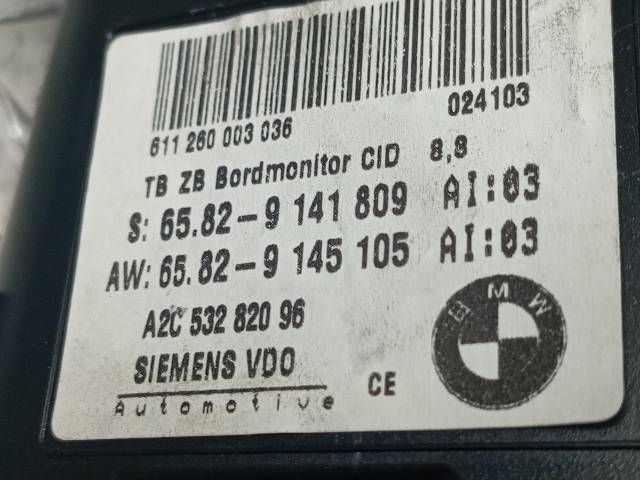 611 260 003 036
024103
TB ZB Bordmonitor CID 8,8
S: 65.82-9 141 809 AI:03
AW: 65.82-9 145 105 AI:03
A2C 532 820 96
SIEMENS VDO
Automotive
CE
BMW